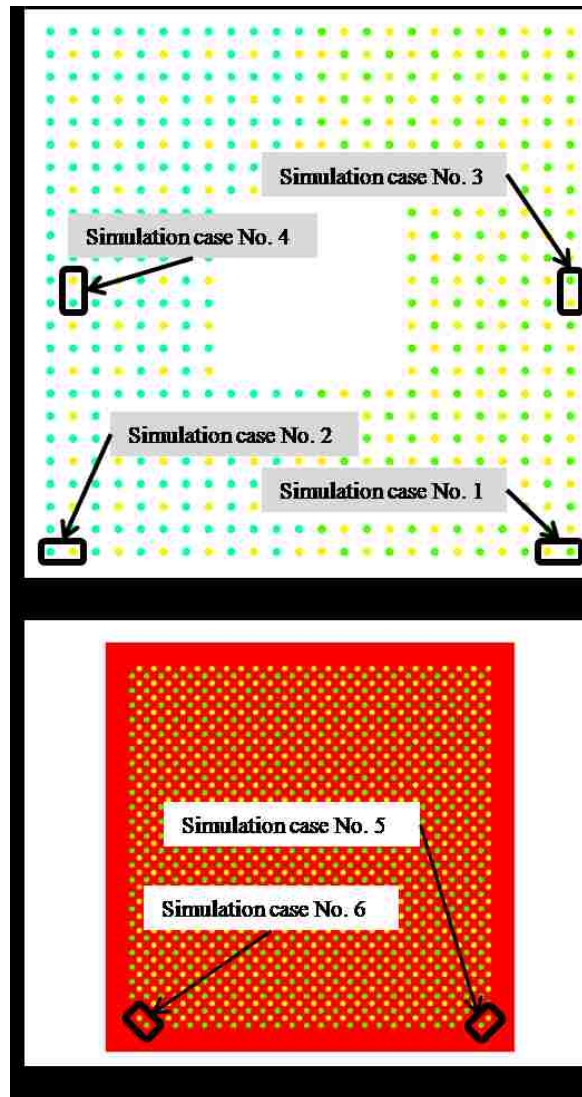 Simulation case No. 3
Simulation case No. 4
Simulation case No. 2
Simulation case No. 1
Simulation case No. 5
Simulation case No. 6